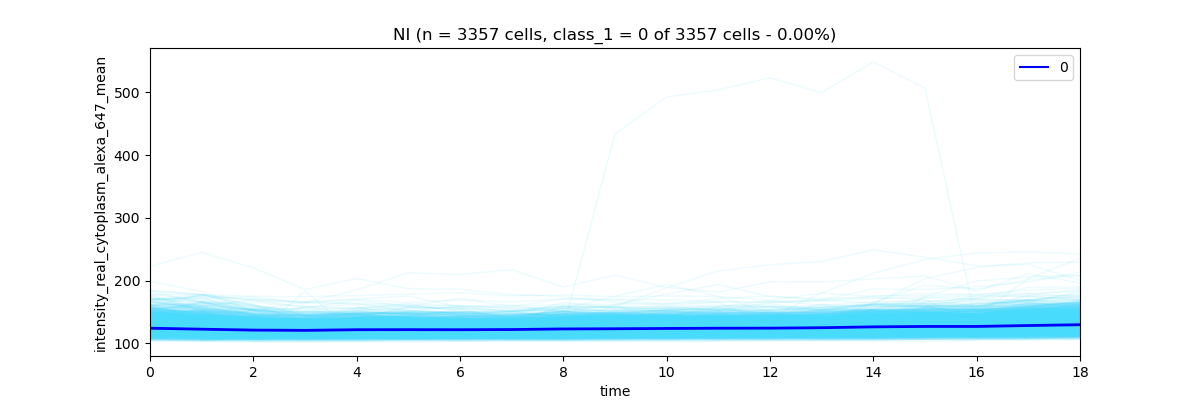 NI (n = 3357 cells, class_1 = 0 of 3357 cells - 0.00%)
intensity_real_cytoplasm_alexa_647_mean
500
400
300
200
100
0
0 2 4 6 8 10 12 14 16 18
time